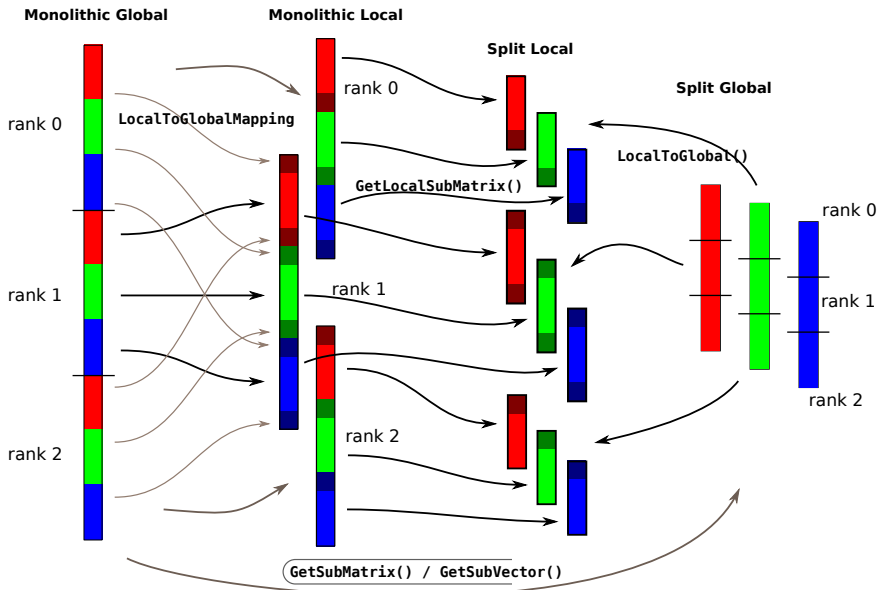 Monolithic Global
Monolithic Local
Split Local
Split Global
rank 0
LocalToGlobalMapping
rank 0
LocalToGlobal()
GetLocalSubMatrix()
rank 0
rank 1
rank 1
rank 1
rank 2
rank 2
rank 2
GetSubMatrix() / GetSubVector()